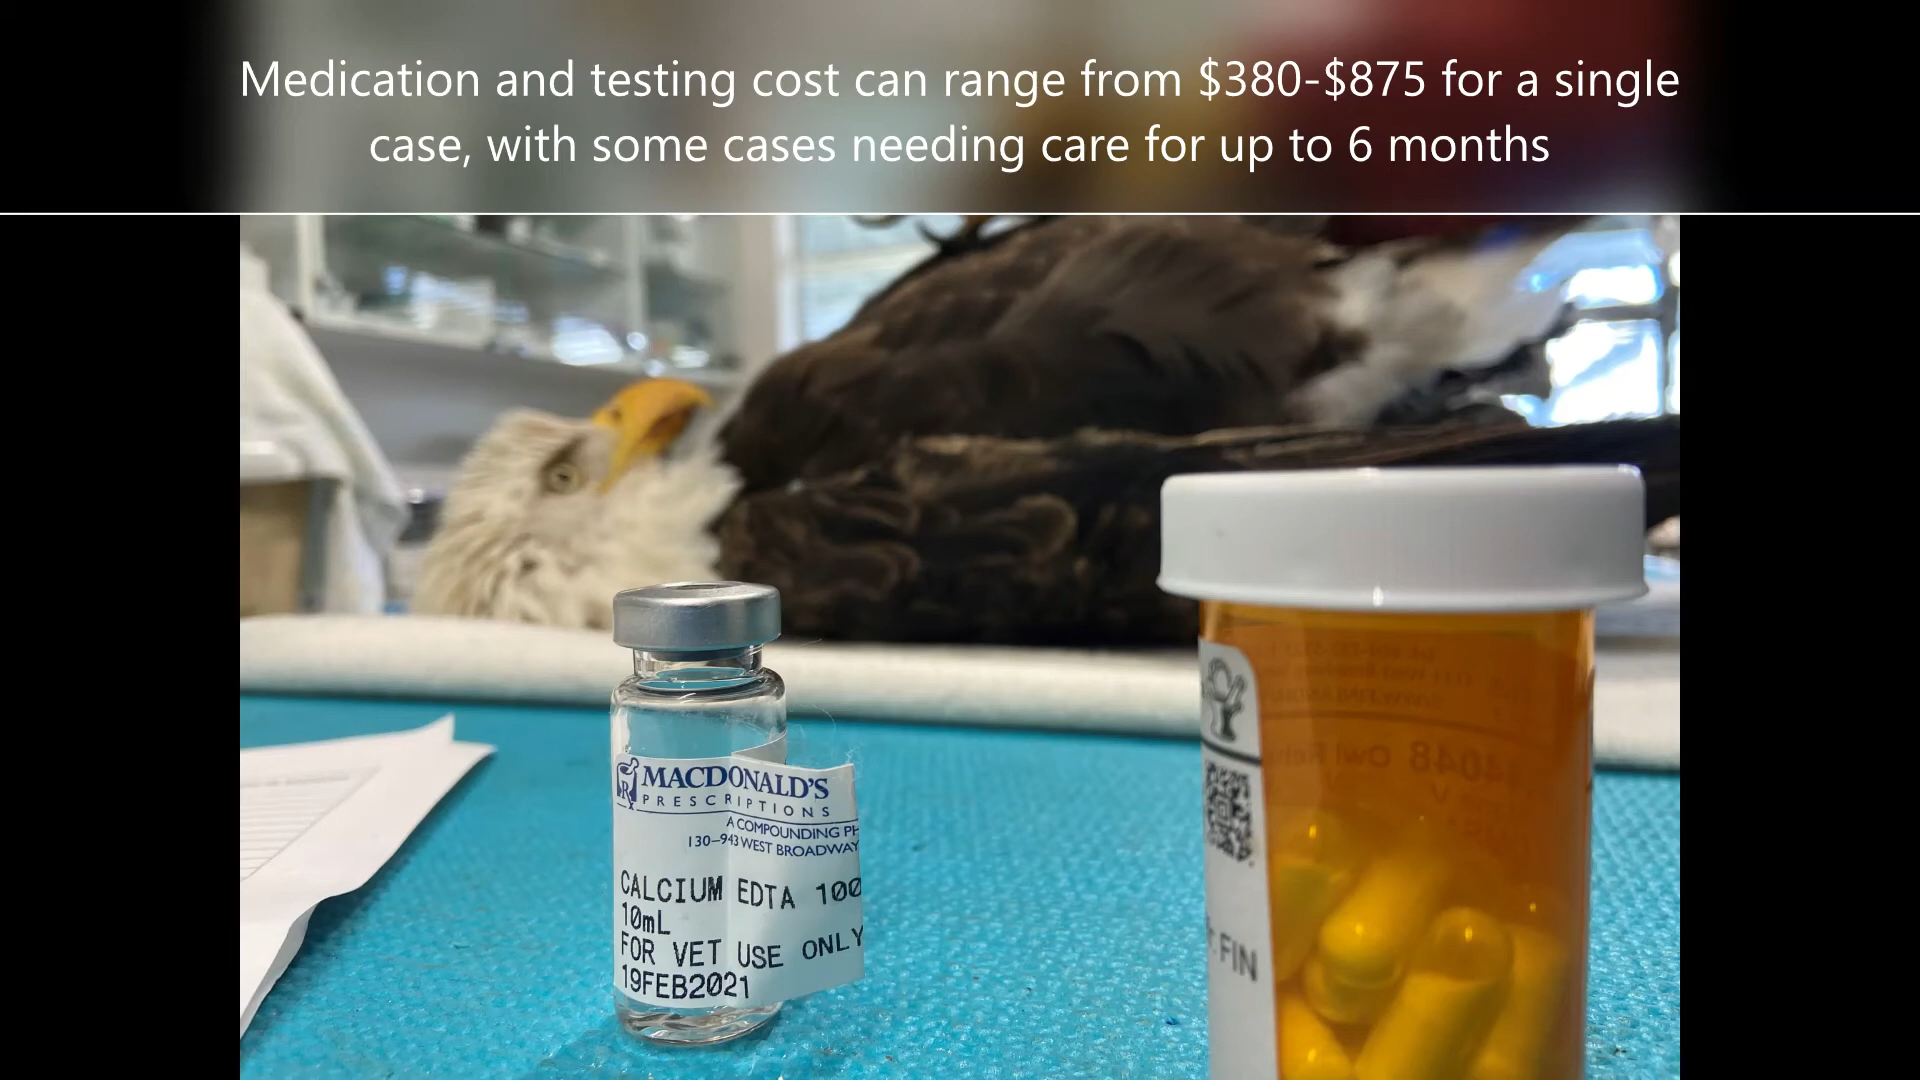 Medication and testing cost can range from $380-$875 for a single
case, with some cases needing care for up to 6 months
MACDONALD'S
PRESCRIPTIONS
A COMPOUNDING
130-943 WEST BROADWAY
CALCIUM EDTA 100
10mL
FOR VET USE ONLY
19FEB2021
FIN